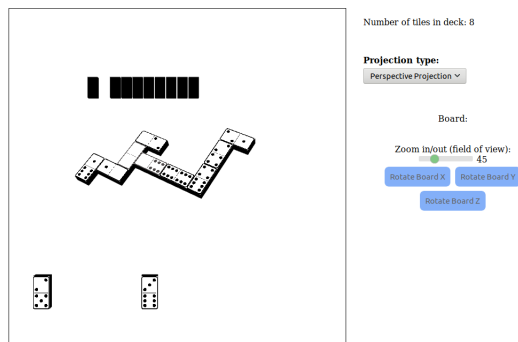 Number of tiles in deck: 8
Projection type:
Perspective Projection
Board:
Zoom in/out (field of view):
45
Rotate Board X
Rotate Board Y
Rotate Board Z